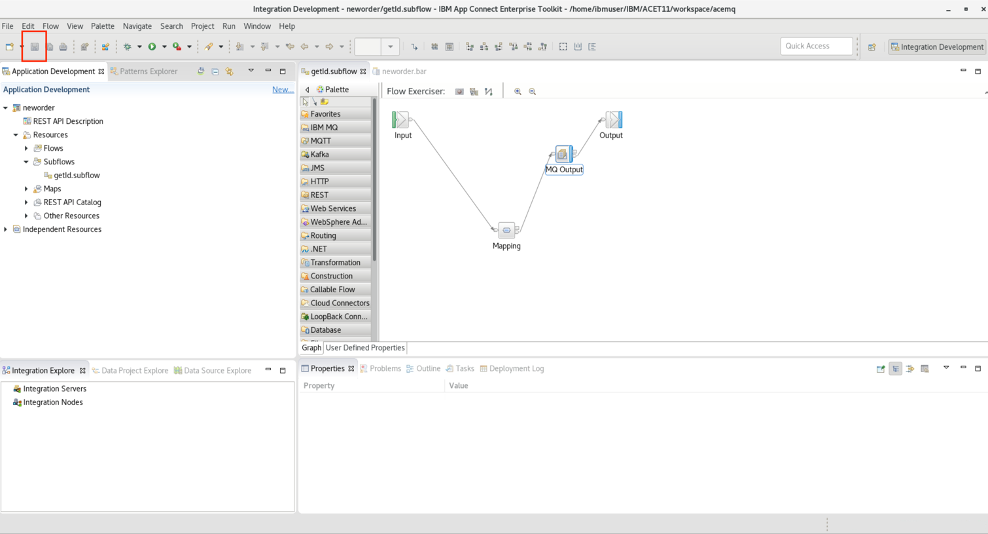 Integration Development - neworder/getId.subflow - IBM App Connect Enterprise Toolkit - /home/ibmuser/IBM/ACET11/workspace/acemq
File Edit Flow View Palette Navigate Search Project Run Window Help
Quick Access
Integration Development
Application Development
Patterns Explorer
Application Development
New...
neworder
REST API Description
Resources
Flows
Subflows
getId.subflow
Maps
REST API Catalog
Other Resources
Independent Resources
getId.subflow
neworder.bar
Palette
Flow Exerciser:
Favorites
IBM MQ
MQTT
Kafka
JMS
HTTP
REST
Web Services
WebSphere Ad...
Routing
.NET
Transformation
Construction
Callable Flow
Cloud Connectors
LoopBack Conn...
Database
Input
Output
MQ Output
Mapping
Graph
User Defined Properties
Integration Explore
Data Project Explore
Data Source Explore
Integration Servers
Integration Nodes
Properties
Problems
Outline
Tasks
Deployment Log
Property
Value